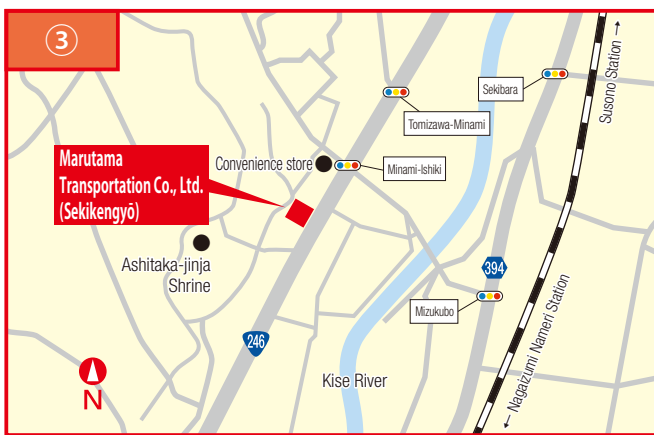 ③
Sekibara
Susono Station →
Tomizawa-Minami
Marutama
Transportation Co., Ltd.
(Sekikengyō)
Convenience store
Minami-Ishiki
Ashitaka-jinja
Shrine
394
Mizukubo
246
Kise River
← Nagaizumi Nameri Station
N